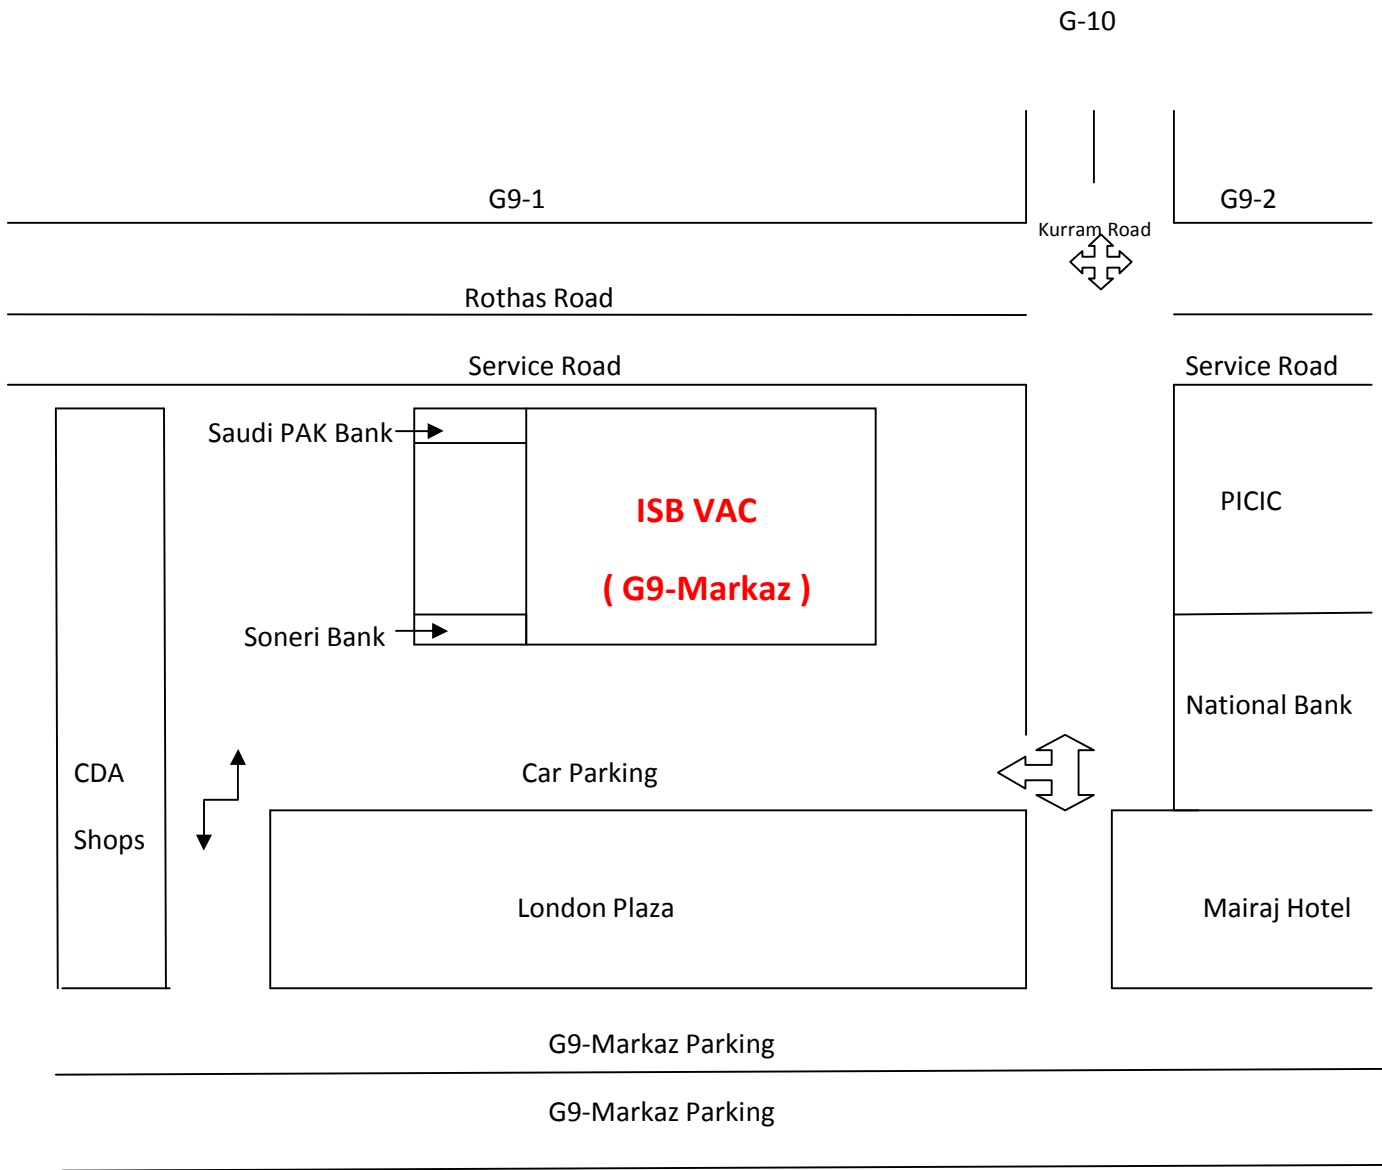 G-10
G9-1
G9-2
Kurram Road
Rothas Road
Service Road
Service Road
Saudi PAK Bank
ISB VAC
( G9-Markaz )
PICIC
Soneri Bank
National Bank
CDA
Shops
Car Parking
London Plaza
Mairaj Hotel
G9-Markaz Parking
G9-Markaz Parking